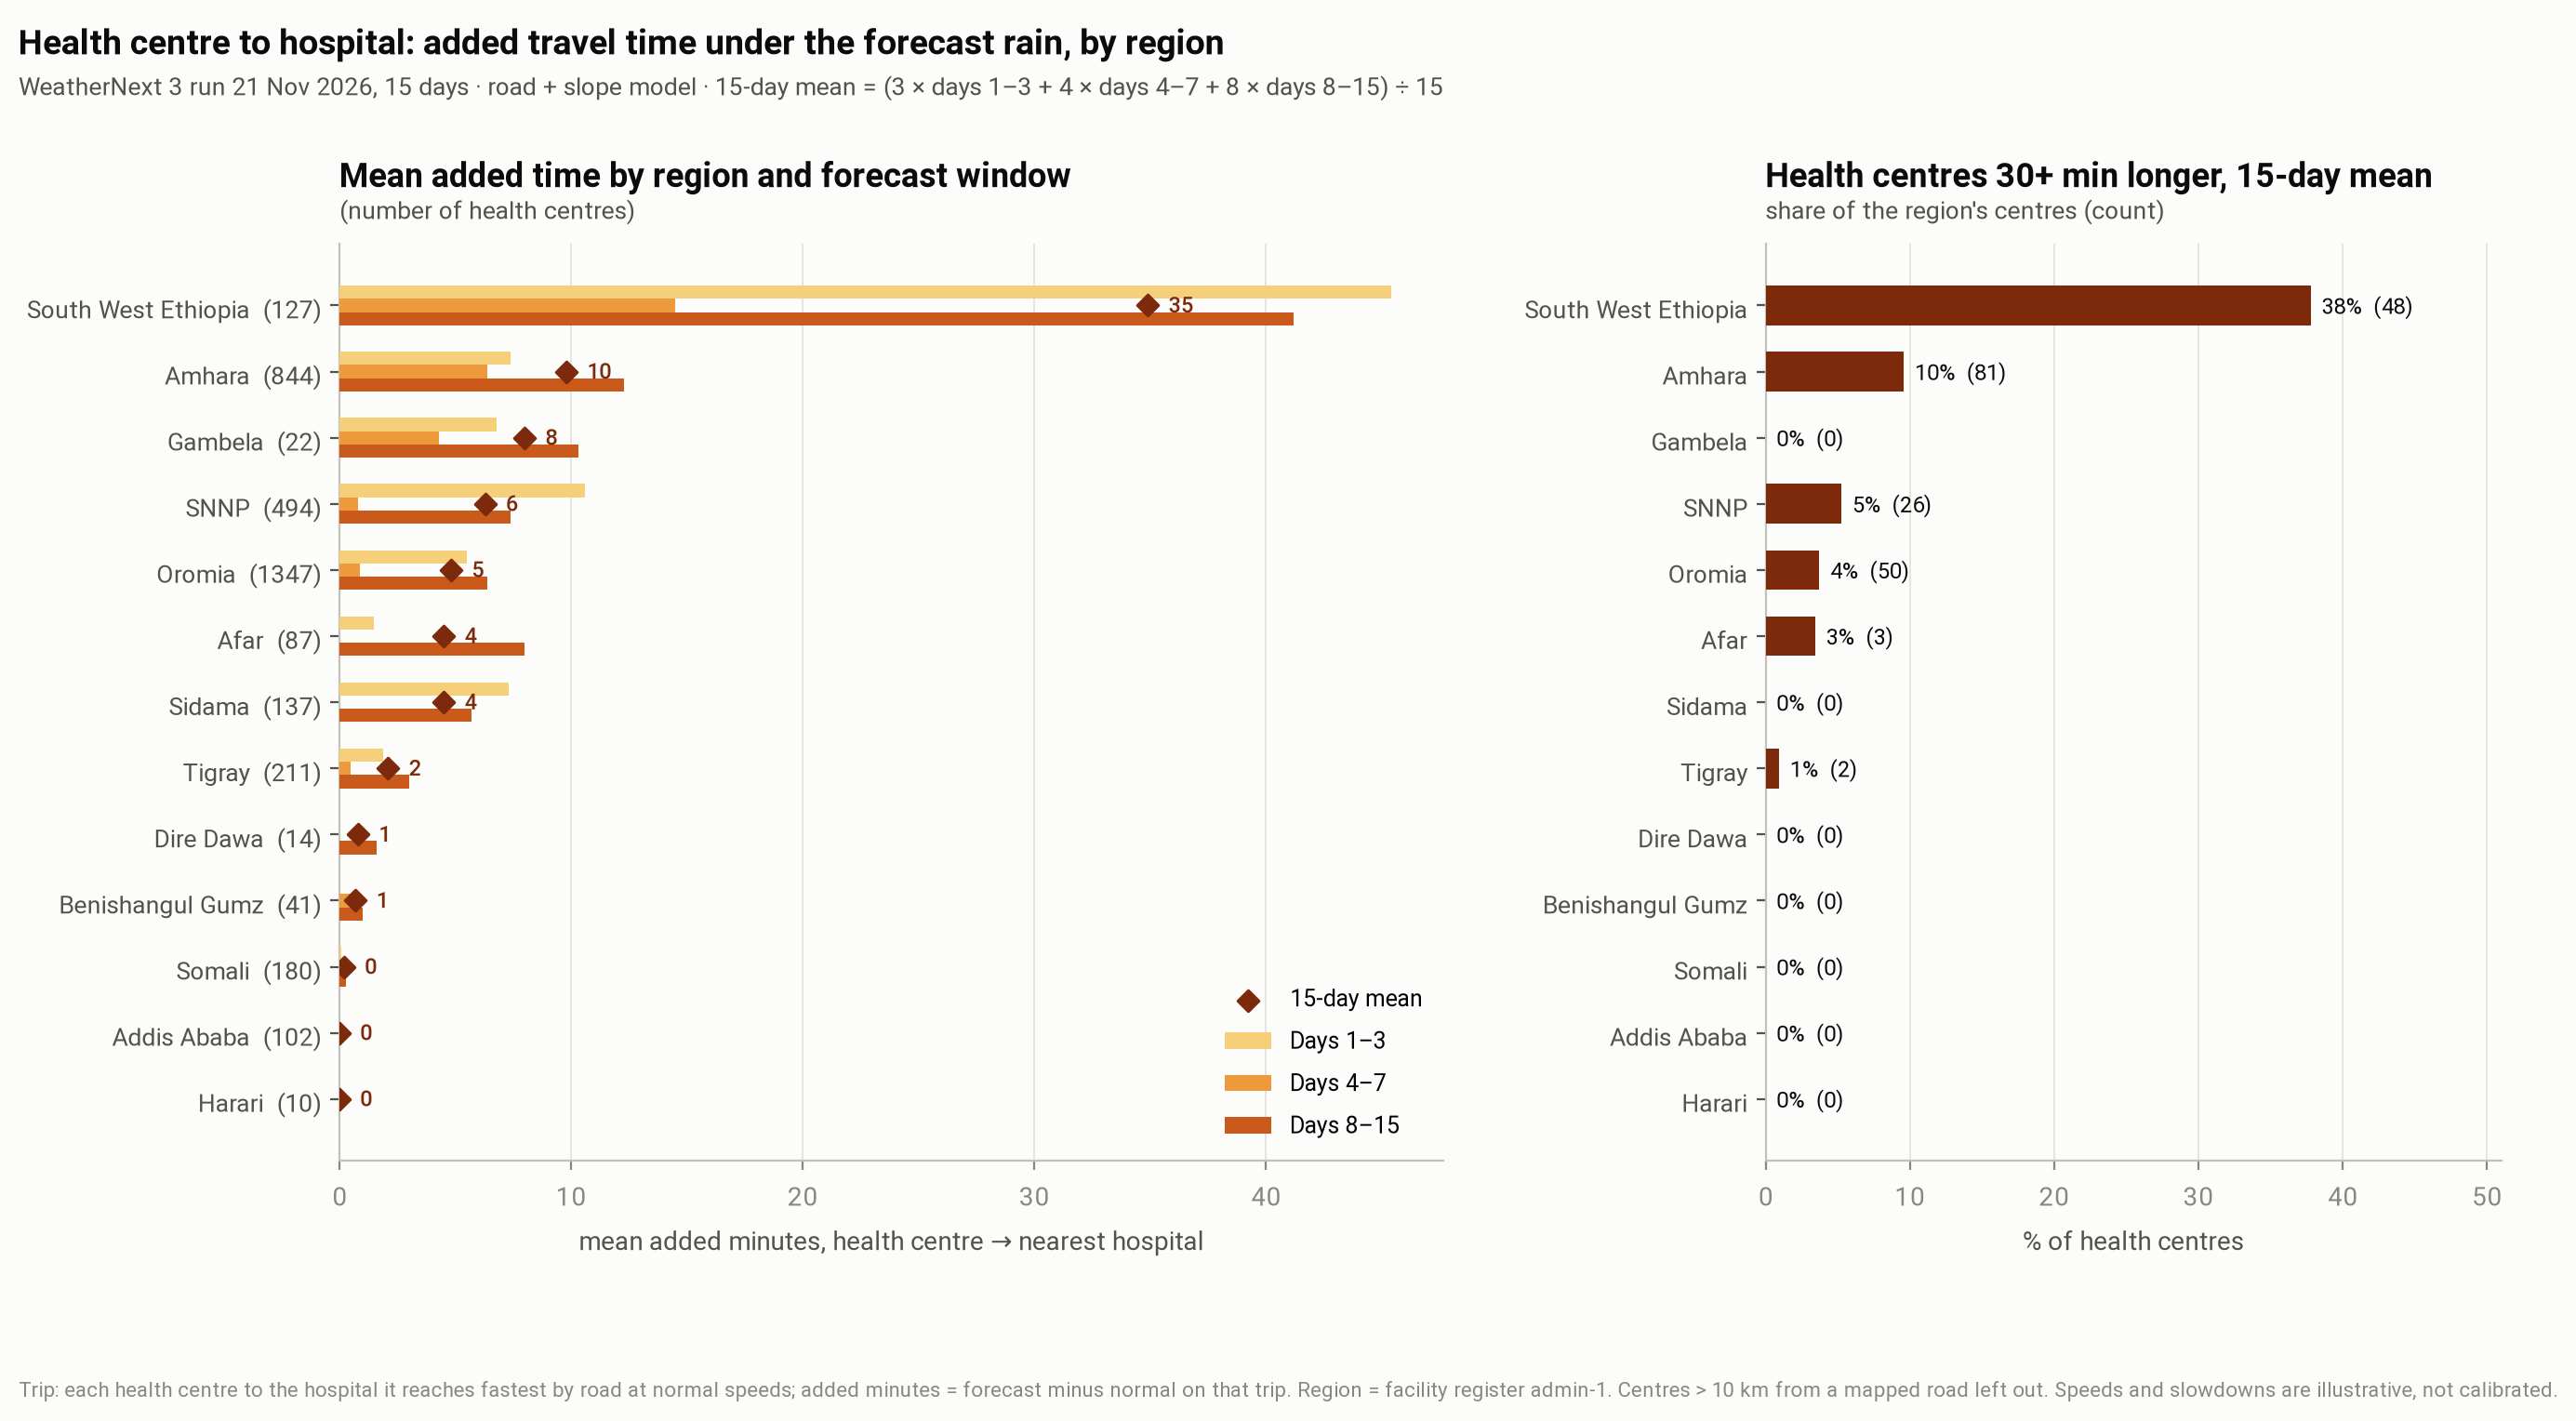 Health centre to hospital: added travel time under the forecast rain, by region
WeatherNext 3 run 21 Nov 2026, 15 days · road + slope model · 15-day mean = (3 × days 1–3 + 4 × days 4–7 + 8 × days 8–15) ÷ 15
Mean added time by region and forecast window
(number of health centres)
South West Ethiopia (127)
35
Amhara (844)
10
Gambela (22)
8
SNNP (494)
6
Oromia (1347)
5
Afar (87)
4
Sidama (137)
4
Tigray (211)
2
Dire Dawa (14)
1
Benishangul Gumz (41)
1
Somali (180)
0
Addis Ababa (102)
0
Harari (10)
0
15-day mean
Days 1–3
Days 4–7
Days 8–15
0 10 20 30 40
mean added minutes, health centre → nearest hospital
Health centres 30+ min longer, 15-day mean
share of the region's centres (count)
South West Ethiopia 38% (48)
Amhara 10% (81)
Gambela 0% (0)
SNNP 5% (26)
Oromia 4% (50)
Afar 3% (3)
Sidama 0% (0)
Tigray 1% (2)
Dire Dawa 0% (0)
Benishangul Gumz 0% (0)
Somali 0% (0)
Addis Ababa 0% (0)
Harari 0% (0)
0 10 20 30 40 50
% of health centres
Trip: each health centre to the hospital it reaches fastest by road at normal speeds; added minutes = forecast minus normal on that trip. Region = facility register admin-1. Centres > 10 km from a mapped road left out. Speeds and slowdowns are illustrative, not calibrated.